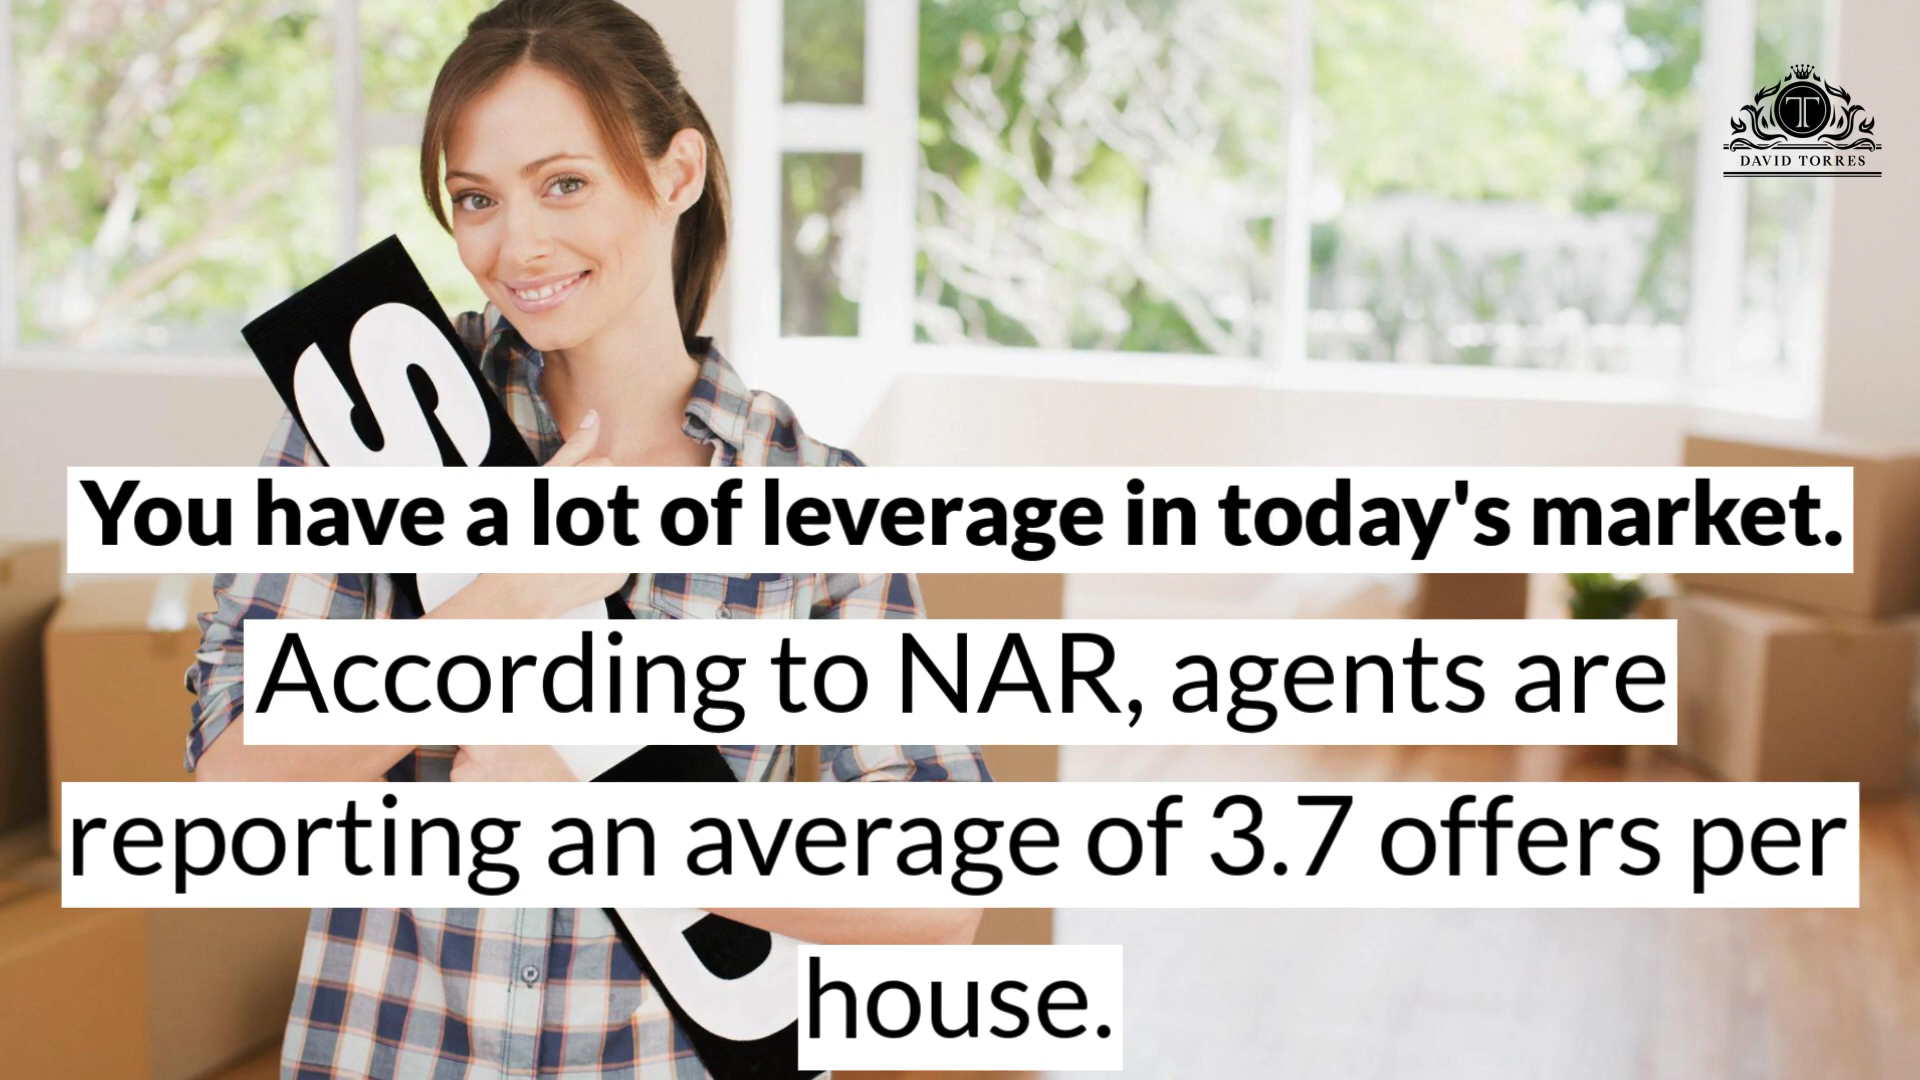 T
DAVID TORRES
S
You have a lot of leverage in today's market.
According to NAR, agents are
reporting an average of 3.7 offers per
house.
D